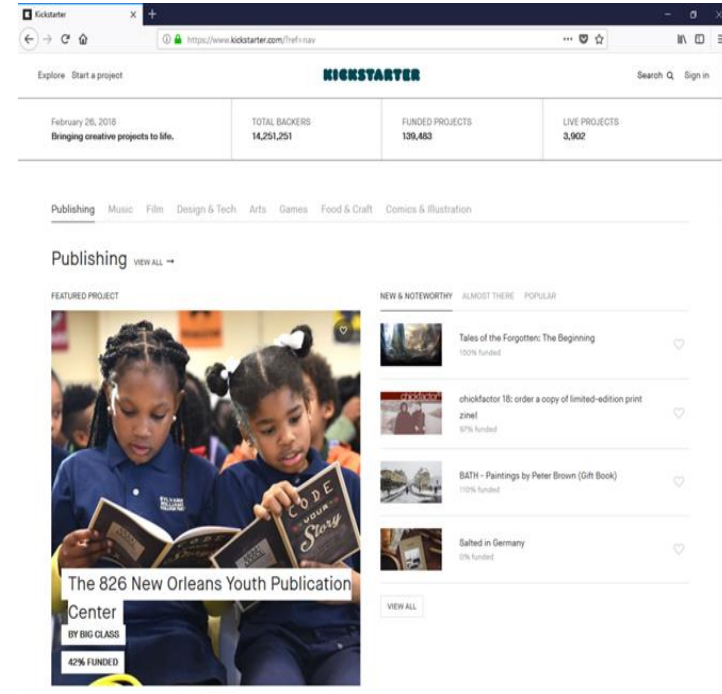 Kickstarter
https://www.kickstarter.com/?ref=nav
Explore Start a project
KICKSTARTER
Search Sign in
February 26, 2018
Bringing creative projects to life.
TOTAL BACKERS
14,251,251
FUNDED PROJECTS
139,483
LIVE PROJECTS
3,902
Publishing Music Film Design & Tech Arts Games Food & Craft Comics & Illustration
Publishing VIEW ALL →
FEATURED PROJECT
CODE
YOUR
Story
The 826 New Orleans Youth Publication
Center
BY BIG CLASS
42% FUNDED
NEW & NOTEWORTHY ALMOST THERE POPULAR
Tales of the Forgotten: The Beginning
100% funded
chickfactor
chickfactor 18: order a copy of limited-edition print
zine!
97% funded
BATH - Paintings by Peter Brown (Gift Book)
110% funded
Salted in Germany
0% funded
VIEW ALL